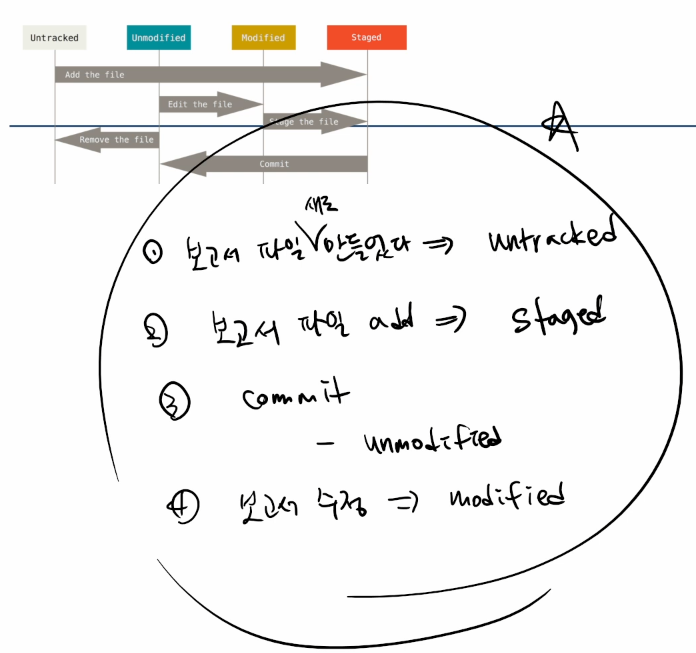 Untracked Unmodified Modified Staged
Add the file
Edit the file
Stage the file
Remove the file
Commit
새로
① 보고서 파일 ∨ 만들었다 ⇒ untracked
② 보고서 파일 add ⇒ staged
③ commit
- unmodified
④ 보고서 수정 ⇒ modified